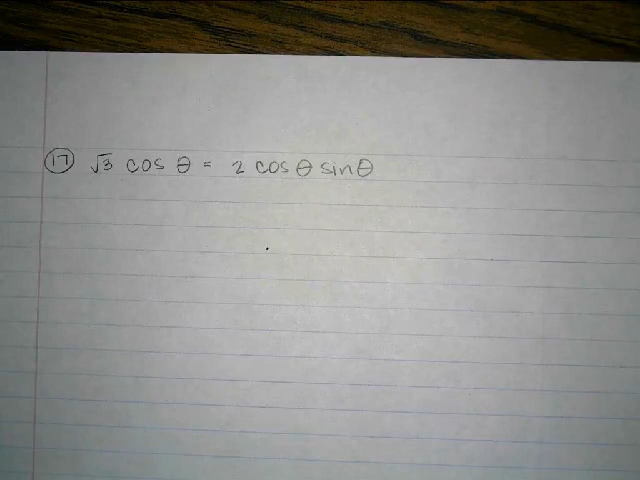 17 √3 cos θ = 2 cos θ sin θ